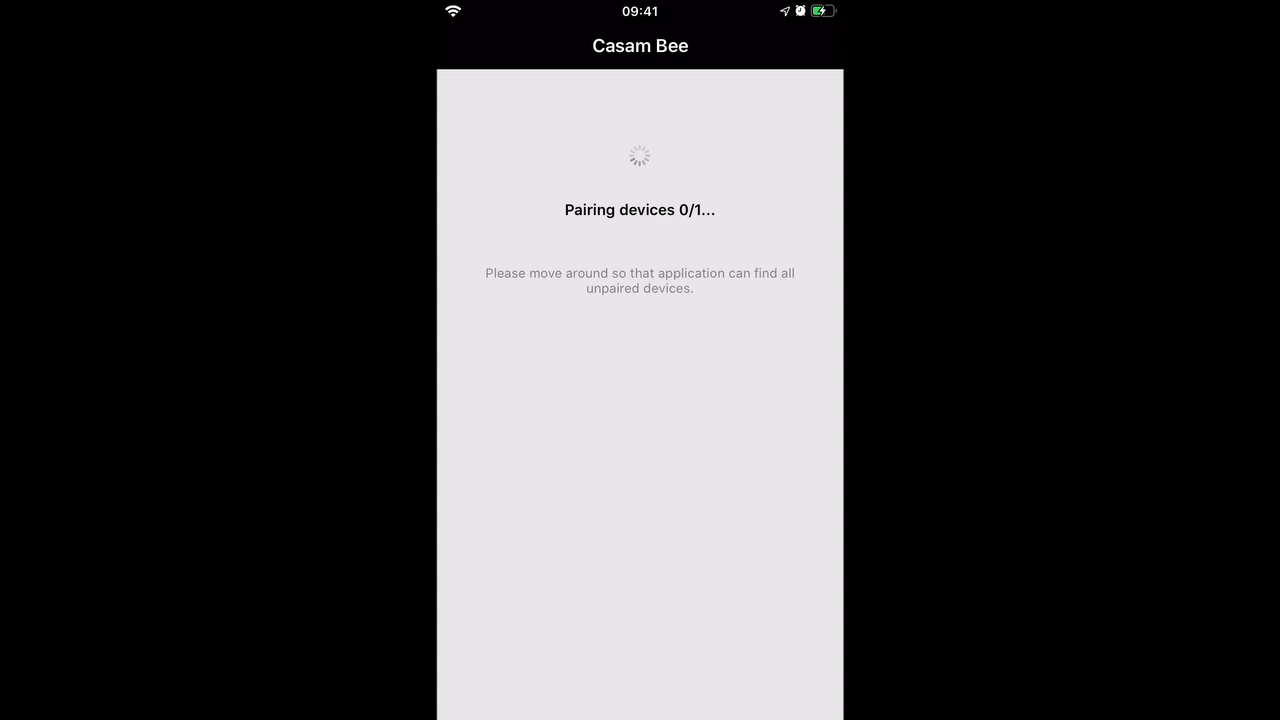 09:41
Casam Bee
Pairing devices 0/1...
Please move around so that application can find all
unpaired devices.